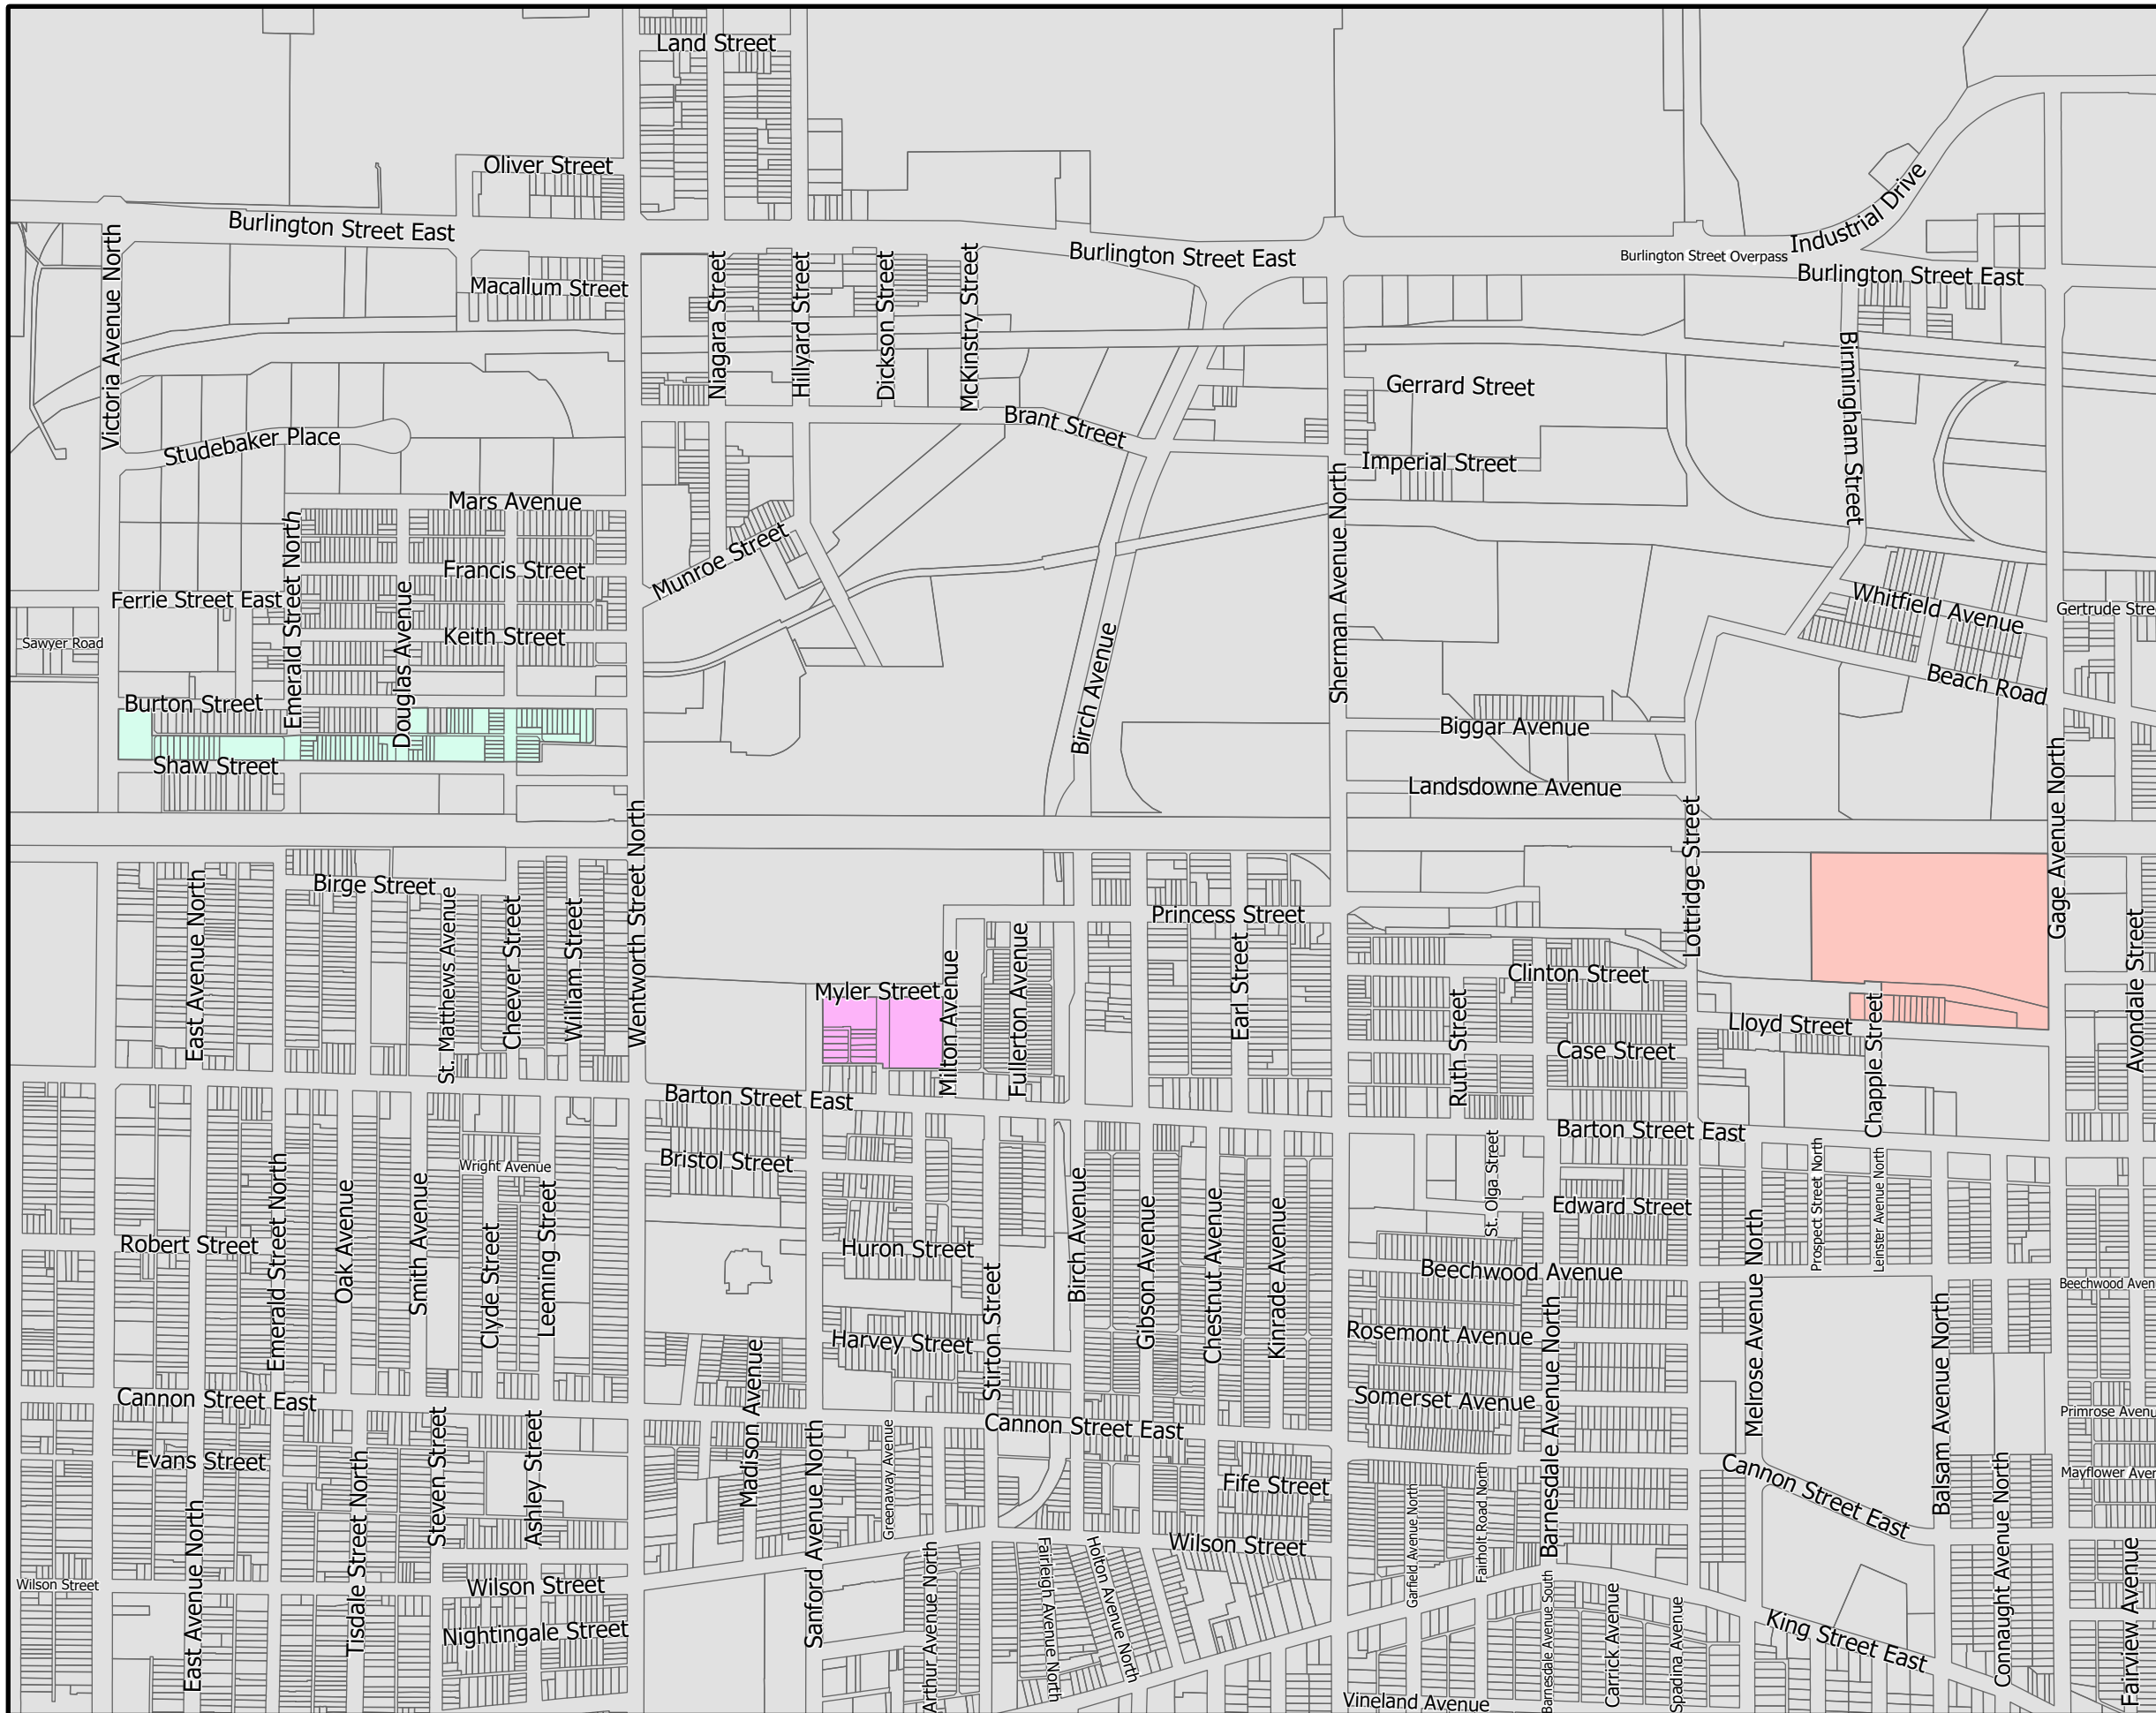 Land Street
Oliver Street
Burlington Street East
Burlington Street East
Burlington Street Overpass
Industrial Drive
Burlington Street East
Victoria Avenue North
Macallum Street
Niagara Street
Hillyard Street
Dickson Street
McKinstry Street
Birmingham Street
Gerrard Street
Studebaker Place
Brant Street
Imperial Street
Mars Avenue
Emerald Street North
Francis Street
Munroe Street
Sherman Avenue North
Ferrie Street East
Douglas Avenue
Keith Street
Sawyer Road
Whitfield Avenue
Gertrude Stre
Birch Avenue
Beach Road
Burton Street
Biggar Avenue
Shaw Street
Landsdowne Avenue
Gage Avenue North
Wentworth Street North
Lottridge Street
Birge Street
East Avenue North
St. Matthews Avenue
Cheever Street
William Street
Princess Street
Earl Street
Fullerton Avenue
Milton Avenue
Myler Street
Clinton Street
Ruth Street
Lloyd Street
Chapple Street
Avondale Street
Case Street
Barton Street East
Barton Street East
Bristol Street
Wright Avenue
St. Olga Street
Prospect Street North
Leinster Avenue North
Edward Street
Robert Street
Emerald Street North
Oak Avenue
Smith Avenue
Clyde Street
Leeming Street
Huron Street
Stirton Street
Birch Avenue
Gibson Avenue
Chestnut Avenue
Kinrade Avenue
Beechwood Avenue
Beechwood Aven
Melrose Avenue North
Balsam Avenue North
Harvey Street
Rosemont Avenue
Barnesdale Avenue North
Madison Avenue
Cannon Street East
Somerset Avenue
Primrose Avenu
Cannon Street East
Evans Street
Tisdale Street North
Steven Street
Ashley Street
Sanford Avenue North
Greenaway Avenue
Fife Street
Garfield Avenue North
Fairholt Road North
Cannon Street East
Connaught Avenue North
Mayflower Aven
East Avenue North
Wilson Street
Wilson Street
Wilson Street
Nightingale Street
Arthur Avenue North
Fairleigh Avenue North
Holton Avenue North
Barnesdale Avenue South
Carrick Avenue
Spadina Avenue
King Street East
Fairview Avenue
Vineland Avenue